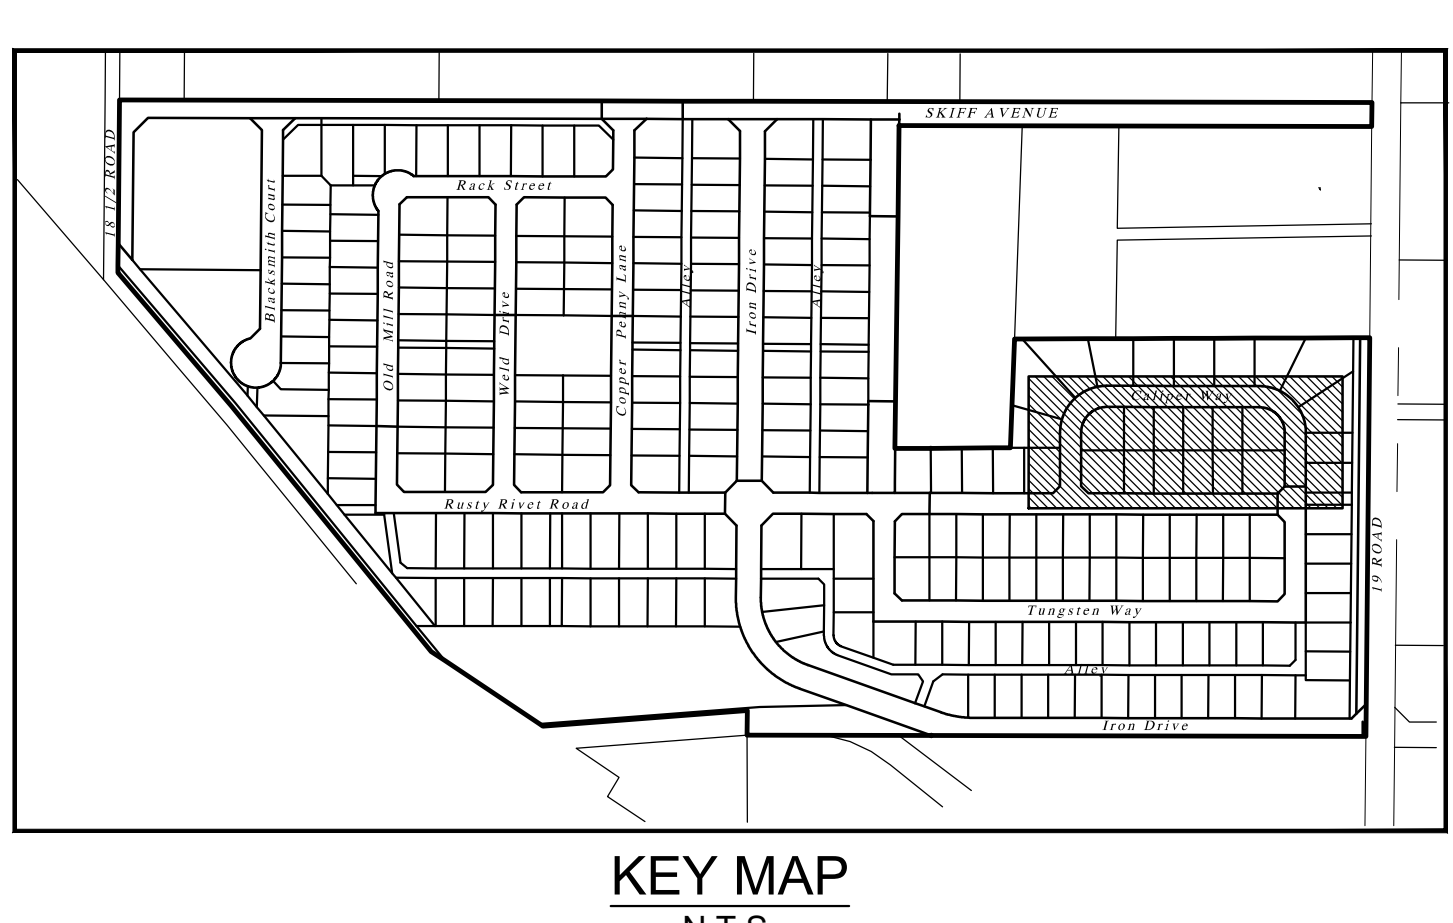 SKIFF AVENUE
18 1/2 ROAD
Rack Street
Blacksmith Court
Old Mill Road
Weld Drive
Copper Penny Lane
Alley
Iron Drive
Alley
Caliper Way
Rusty Rivet Road
19 ROAD
Tungsten Way
Alley
Iron Drive
KEY MAP
N.T.S.